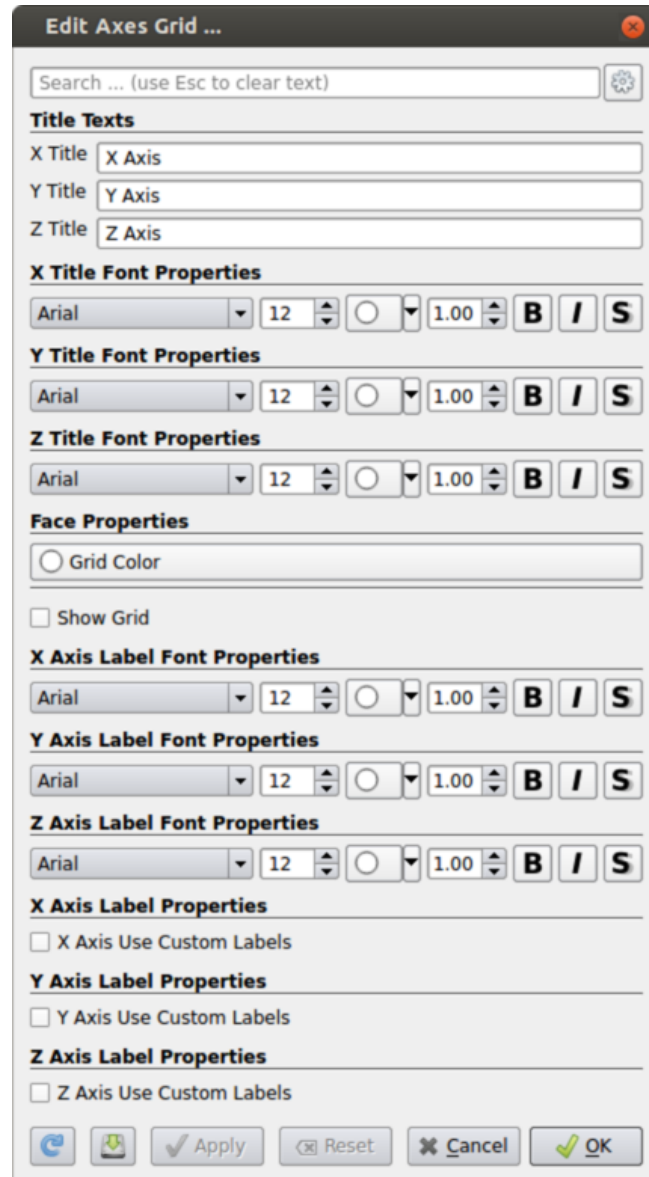 Edit Axes Grid ...
Search ... (use Esc to clear text)
Title Texts
X Title X Axis
Y Title Y Axis
Z Title Z Axis
X Title Font Properties
Arial 12 1.00 B I S
Y Title Font Properties
Arial 12 1.00 B I S
Z Title Font Properties
Arial 12 1.00 B I S
Face Properties
Grid Color
Show Grid
X Axis Label Font Properties
Arial 12 1.00 B I S
Y Axis Label Font Properties
Arial 12 1.00 B I S
Z Axis Label Font Properties
Arial 12 1.00 B I S
X Axis Label Properties
X Axis Use Custom Labels
Y Axis Label Properties
Y Axis Use Custom Labels
Z Axis Label Properties
Z Axis Use Custom Labels
Apply Reset Cancel OK